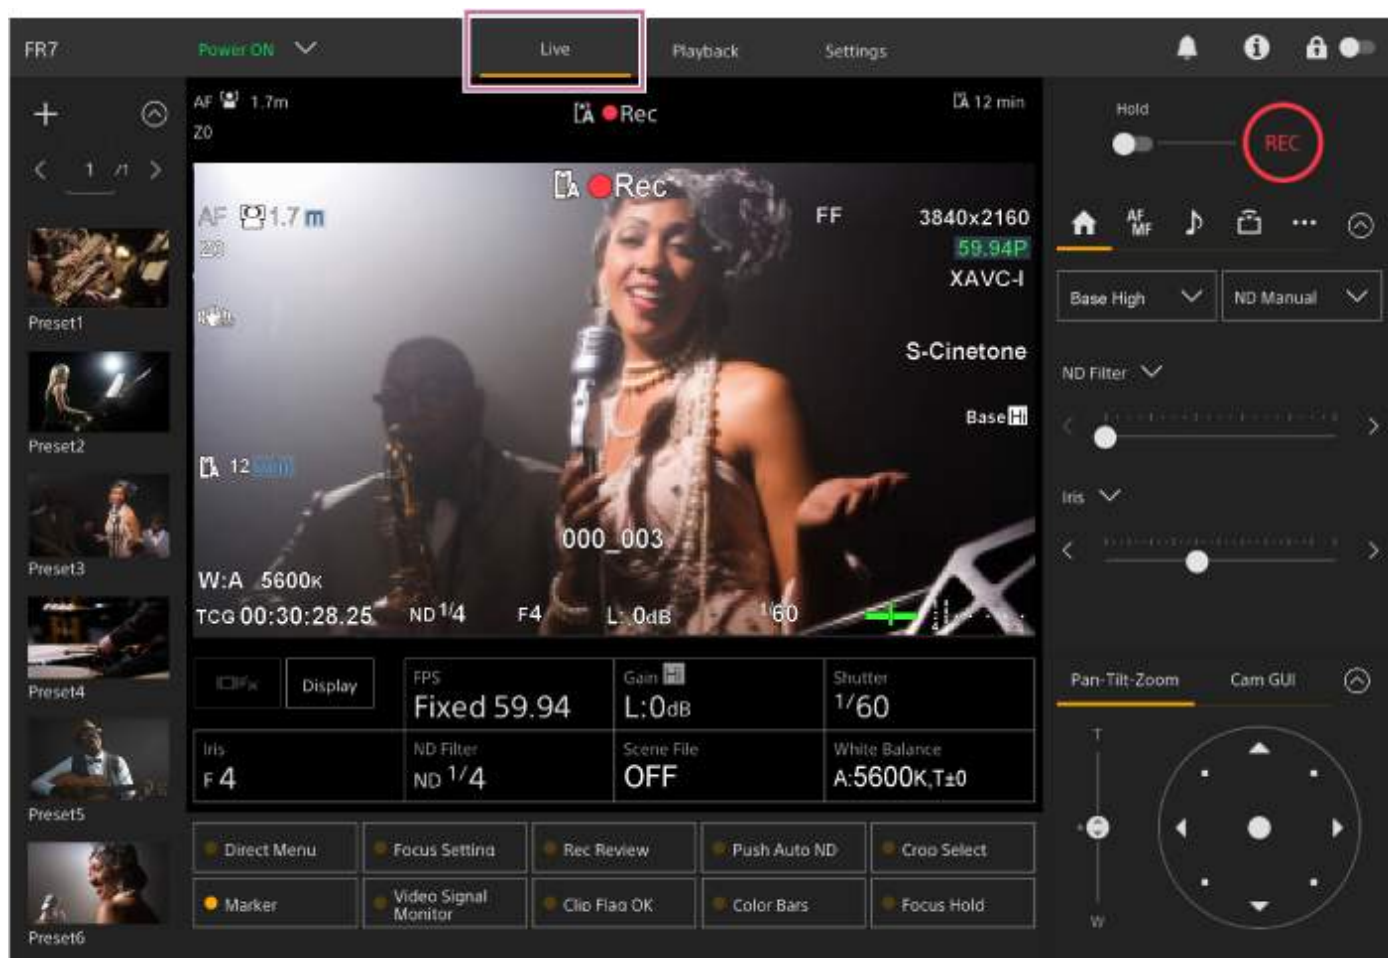 FR7
Power ON
Live
Playback
Settings
AF 1.7m
Z0
A Rec
A 12 min
Hold
REC
1 /1
AF 1.7 m
A Rec
FF 3840x2160
59.94P
XAVC-I
S-Cinetone
Base Hi
A 12 min
000_003
W:A 5600K
TCG 00:30:28.25 ND 1/4 F4 L: 0dB 1/60
Preset1
Preset2
Preset3
Preset4
Preset5
Preset6
Display
FPS
Fixed 59.94
Gain Hi
L:0dB
Shutter
1/60
Iris
F 4
ND Filter
ND 1/4
Scene File
OFF
White Balance
A:5600K,T±0
Direct Menu
Focus Setting
Rec Review
Push Auto ND
Crop Select
Marker
Video Signal
Monitor
Clip Flag OK
Color Bars
Focus Hold
AF
MF
Base High
ND Manual
ND Filter
Iris
Pan-Tilt-Zoom
Cam GUI
T
W